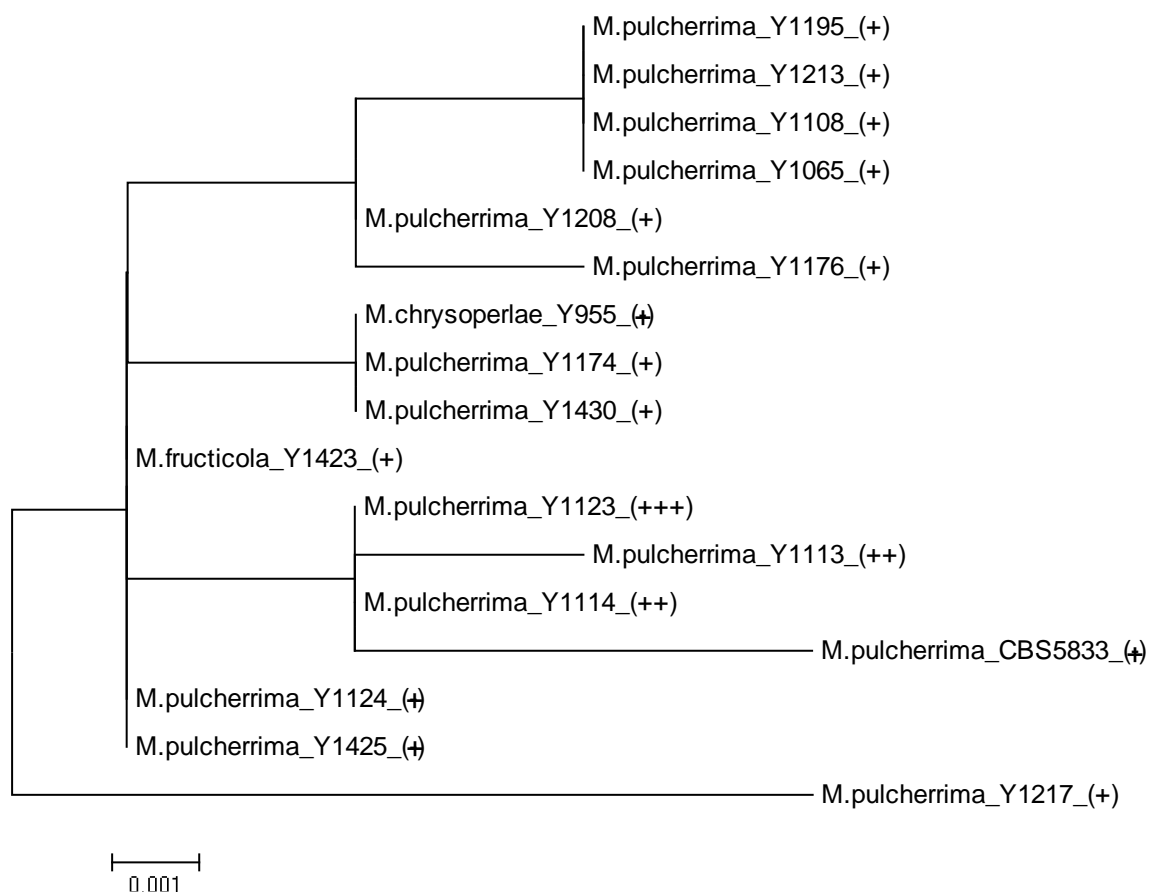 M.pulcherrima_Y1195_(+)
M.pulcherrima_Y1213_(+)
M.pulcherrima_Y1108_(+)
M.pulcherrima_Y1065_(+)
M.pulcherrima_Y1208_(+)
M.pulcherrima_Y1176_(+)
M.chrysoperlae_Y955_(+)
M.pulcherrima_Y1174_(+)
M.pulcherrima_Y1430_(+)
M.fructicola_Y1423_(+)
M.pulcherrima_Y1123_(+++)
M.pulcherrima_Y1113_(++)
M.pulcherrima_Y1114_(++)
M.pulcherrima_CBS5833_(+)
M.pulcherrima_Y1124_(+)
M.pulcherrima_Y1425_(+)
M.pulcherrima_Y1217_(+)
0.001